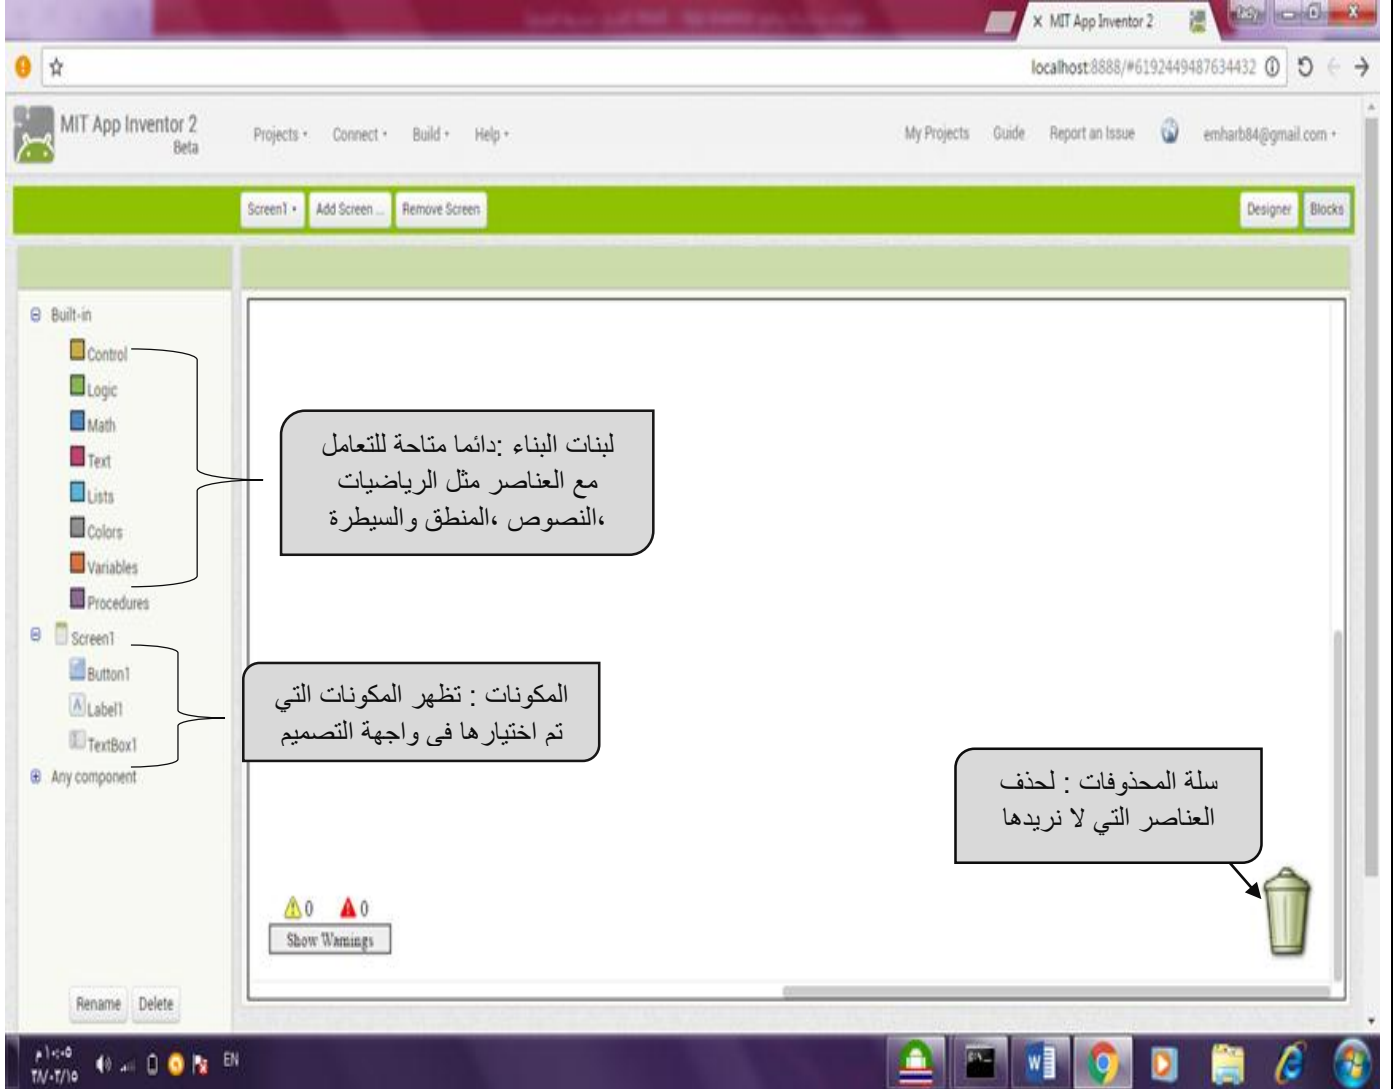 MIT App Inventor 2
localhost:8888/#6192449487634432
MIT App Inventor 2
Beta
Projects
Connect
Build
Help
My Projects
Guide
Report an Issue
emharb84@gmail.com
Screen1
Add Screen ...
Remove Screen
Designer
Blocks
Built-in
Control
Logic
Math
Text
Lists
Colors
Variables
Procedures
Screen1
Button1
Label1
TextBox1
Any component
لبنات البناء :دائما متاحة للتعامل
مع العناصر مثل الرياضيات
،النصوص ،المنطق والسيطرة
المكونات : تظهر المكونات التي
تم اختيارها فى واجهة التصميم
سلة المحذوفات : لحذف
العناصر التي لا نريدها
0
0
Show Warnings
Rename
Delete
EN